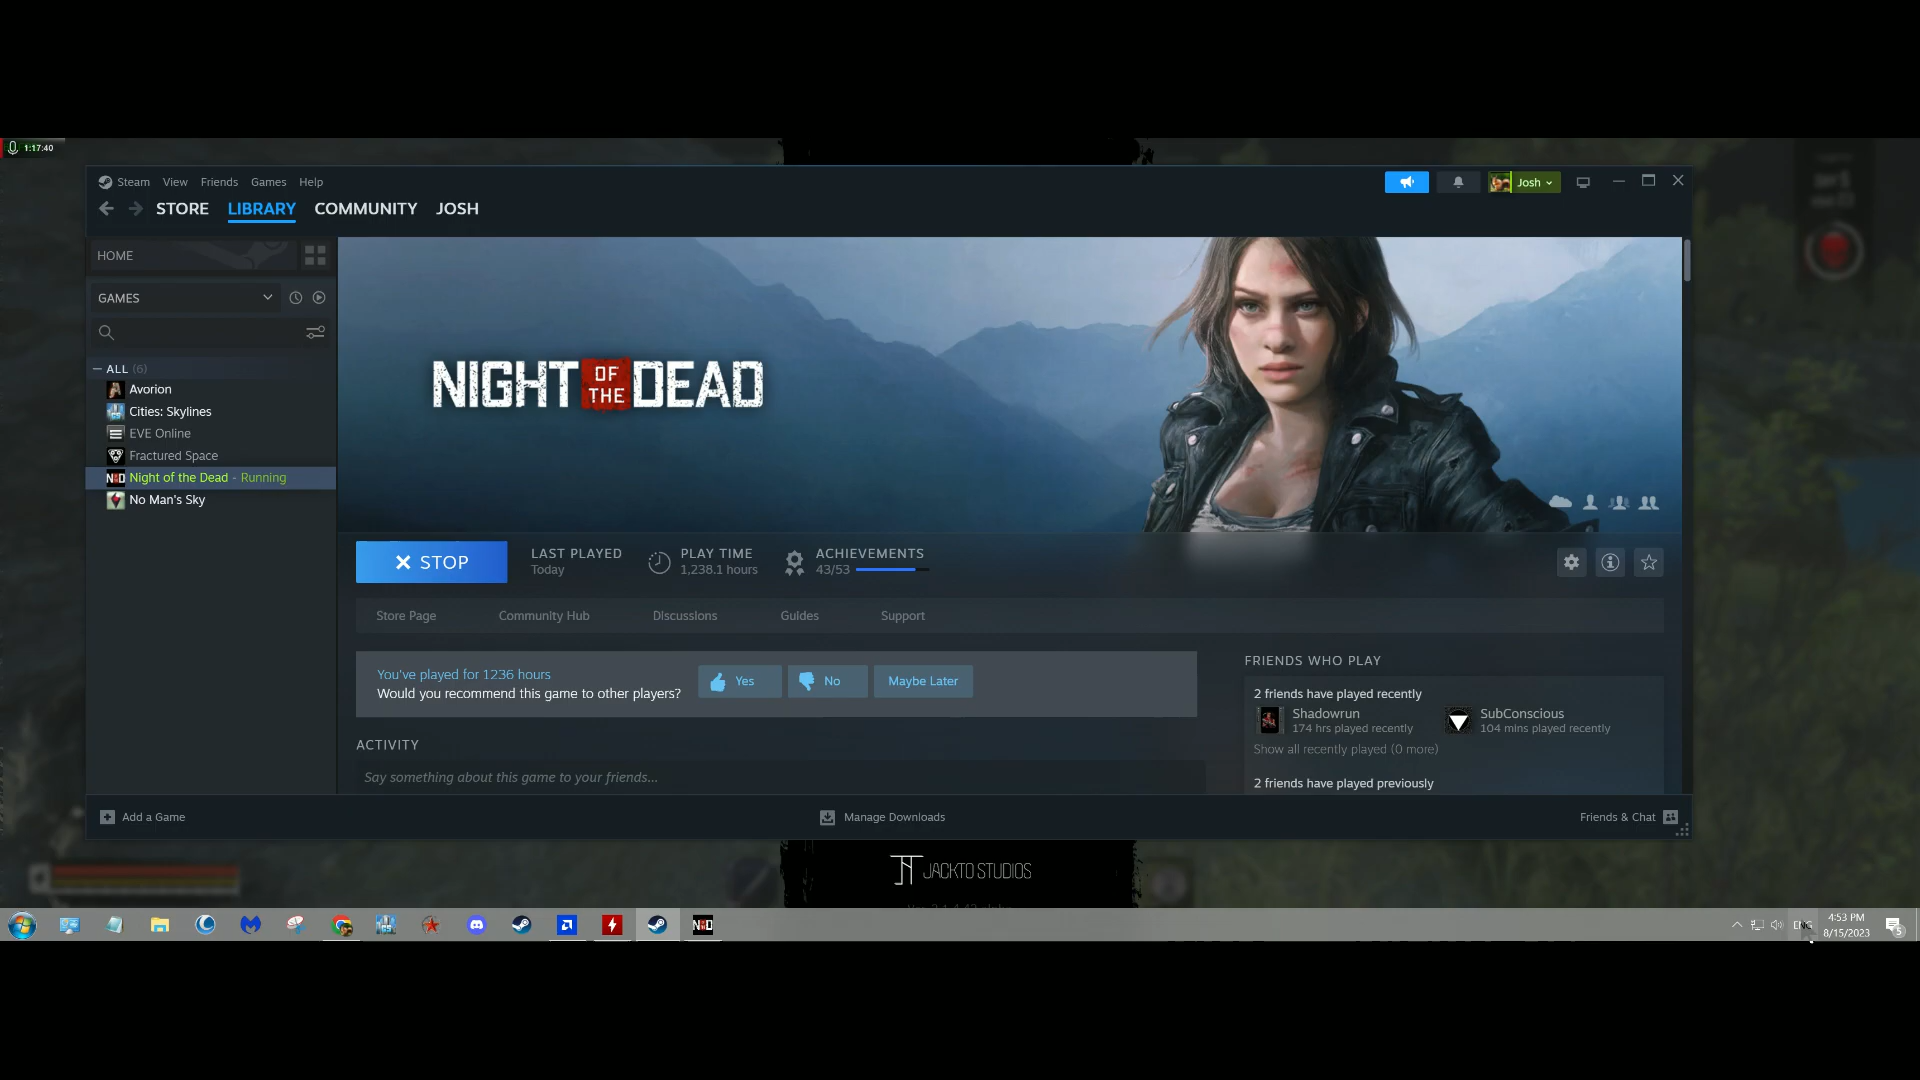 1:17:40
Steam View Friends Games Help
Josh
STORE LIBRARY COMMUNITY JOSH
HOME
GAMES
ALL (6)
Avorion
Cities: Skylines
EVE Online
Fractured Space
Night of the Dead - Running
No Man's Sky
NIGHT OF THE DEAD
STOP
LAST PLAYED
Today
PLAY TIME
1,238.1 hours
ACHIEVEMENTS
43/53
Store Page Community Hub Discussions Guides Support
You've played for 1236 hours
Would you recommend this game to other players?
Yes No Maybe Later
ACTIVITY
Say something about this game to your friends...
FRIENDS WHO PLAY
2 friends have played recently
Shadowrun
174 hrs played recently
SubConscious
104 mins played recently
Show all recently played (0 more)
2 friends have played previously
Add a Game
Manage Downloads
Friends & Chat
JACKTO STUDIOS
ENG
4:53 PM
8/15/2023
5